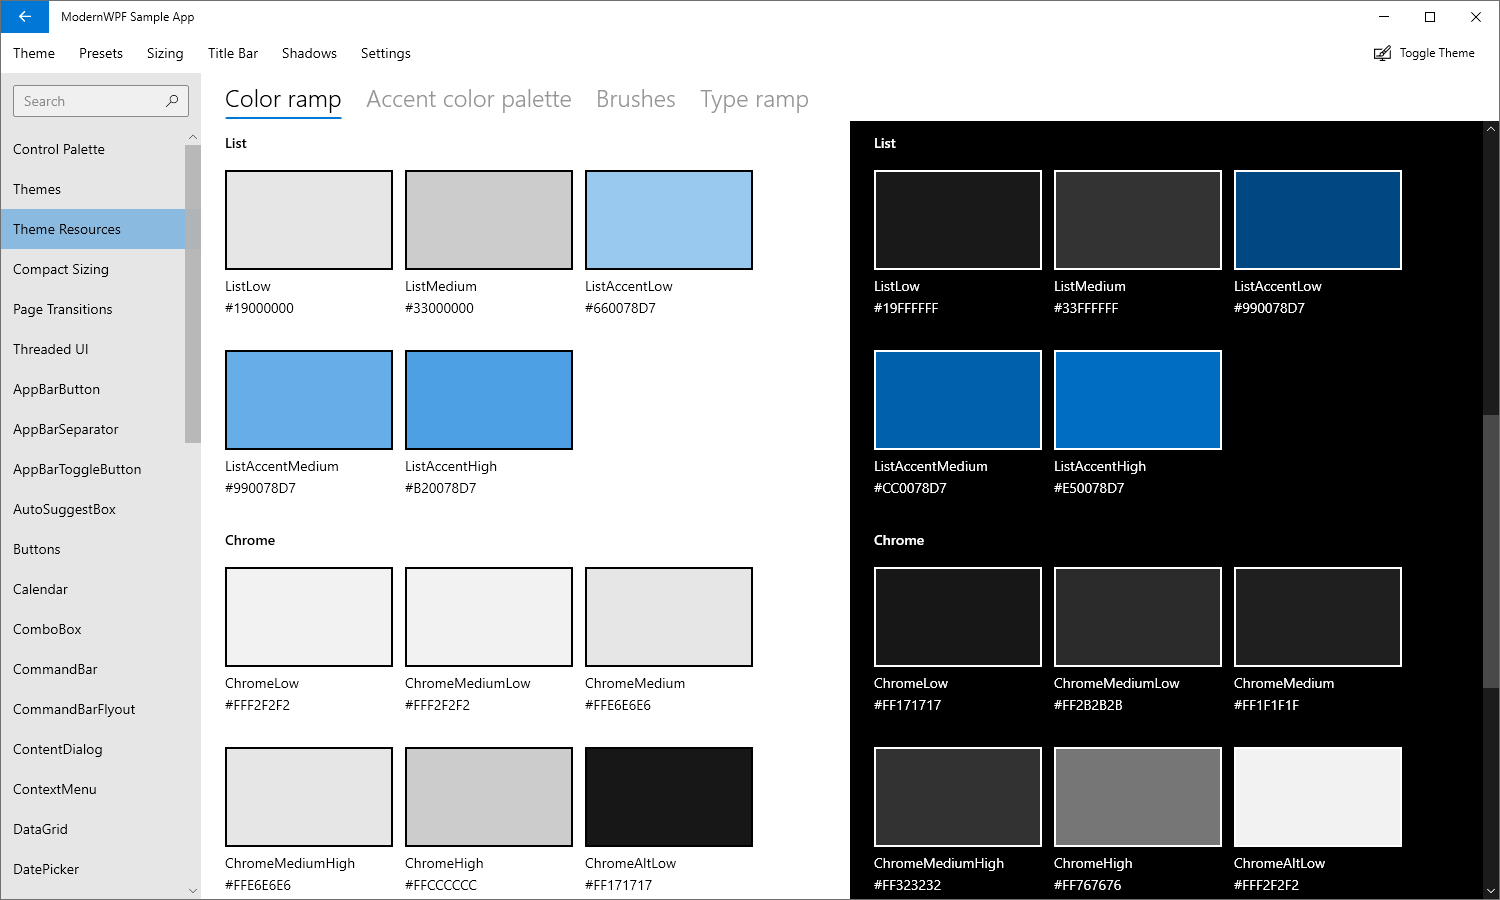 ModernWPF Sample App
Theme Presets Sizing Title Bar Shadows Settings Toggle Theme
Search
Control Palette
Themes
Theme Resources
Compact Sizing
Page Transitions
Threaded UI
AppBarButton
AppBarSeparator
AppBarToggleButton
AutoSuggestBox
Buttons
Calendar
ComboBox
CommandBar
CommandBarFlyout
ContentDialog
ContextMenu
DataGrid
DatePicker
Color ramp Accent color palette Brushes Type ramp
List
ListLow ListMedium ListAccentLow
#19000000 #33000000 #660078D7
ListAccentMedium ListAccentHigh
#990078D7 #B20078D7
Chrome
ChromeLow ChromeMediumLow ChromeMedium
#FFF2F2F2 #FFF2F2F2 #FFE6E6E6
ChromeMediumHigh ChromeHigh ChromeAltLow
#FFE6E6E6 #FFCCCCCC #FF171717
List
ListLow ListMedium ListAccentLow
#19FFFFFF #33FFFFFF #990078D7
ListAccentMedium ListAccentHigh
#CC0078D7 #E50078D7
Chrome
ChromeLow ChromeMediumLow ChromeMedium
#FF171717 #FF2B2B2B #FF1F1F1F
ChromeMediumHigh ChromeHigh ChromeAltLow
#FF323232 #FF767676 #FFF2F2F2